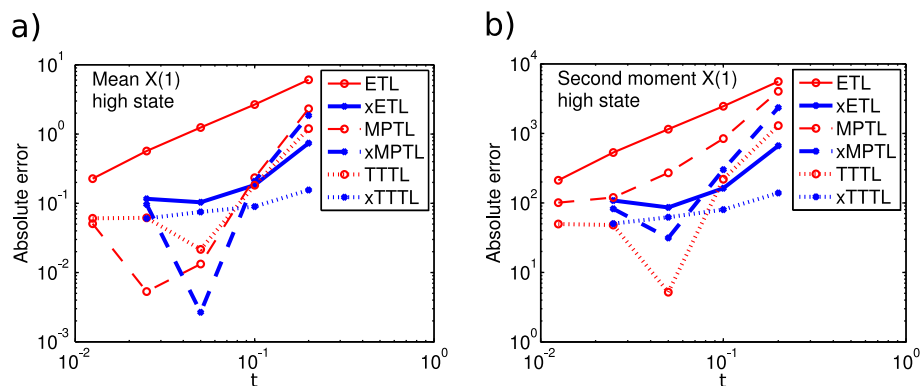 a)
Mean X(1)
high state
ETL
xETL
MPTL
xMPTL
TTTL
xTTTL
Absolute error
10^1
10^0
10^-1
10^-2
10^-3
10^-2
10^-1
10^0
t
b)
Second moment X(1)
high state
ETL
xETL
MPTL
xMPTL
TTTL
xTTTL
Absolute error
10^4
10^3
10^2
10^1
10^0
10^-2
10^-1
10^0
t